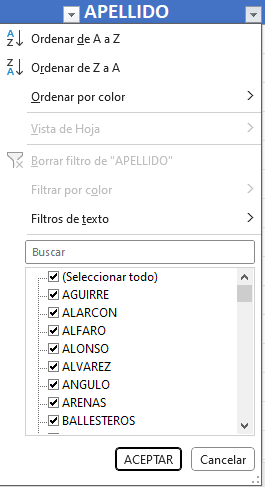 APELLIDO
Ordenar de A a Z
Ordenar de Z a A
Ordenar por color
Vista de Hoja
Borrar filtro de "APELLIDO"
Filtrar por color
Filtros de texto
Buscar
(Seleccionar todo)
AGUIRRE
ALARCON
ALFARO
ALONSO
ALVAREZ
ANGULO
ARENAS
BALLESTEROS
ACEPTAR
Cancelar